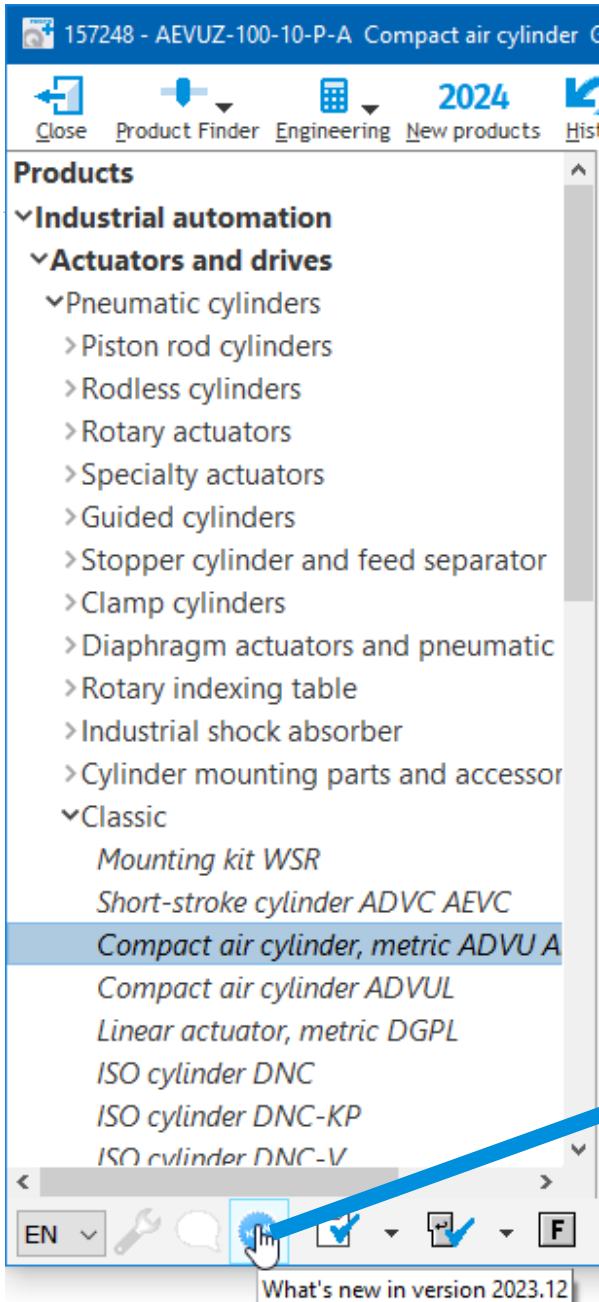 157248 - AEVUZ-100-10-P-A Compact air cylinder
2024
Close Product Finder Engineering New products
Products
Industrial automation
Actuators and drives
Pneumatic cylinders
Piston rod cylinders
Rodless cylinders
Rotary actuators
Specialty actuators
Guided cylinders
Stopper cylinder and feed separator
Clamp cylinders
Diaphragm actuators and pneumatic
Rotary indexing table
Industrial shock absorber
Cylinder mounting parts and accessor
Classic
Mounting kit WSR
Short-stroke cylinder ADVC AEVC
Compact air cylinder, metric ADVU A
Compact air cylinder ADVUL
Linear actuator, metric DGPL
ISO cylinder DNC
ISO cylinder DNC-KP
ISO cylinder DNC-V
EN F
What's new in version 2023.12